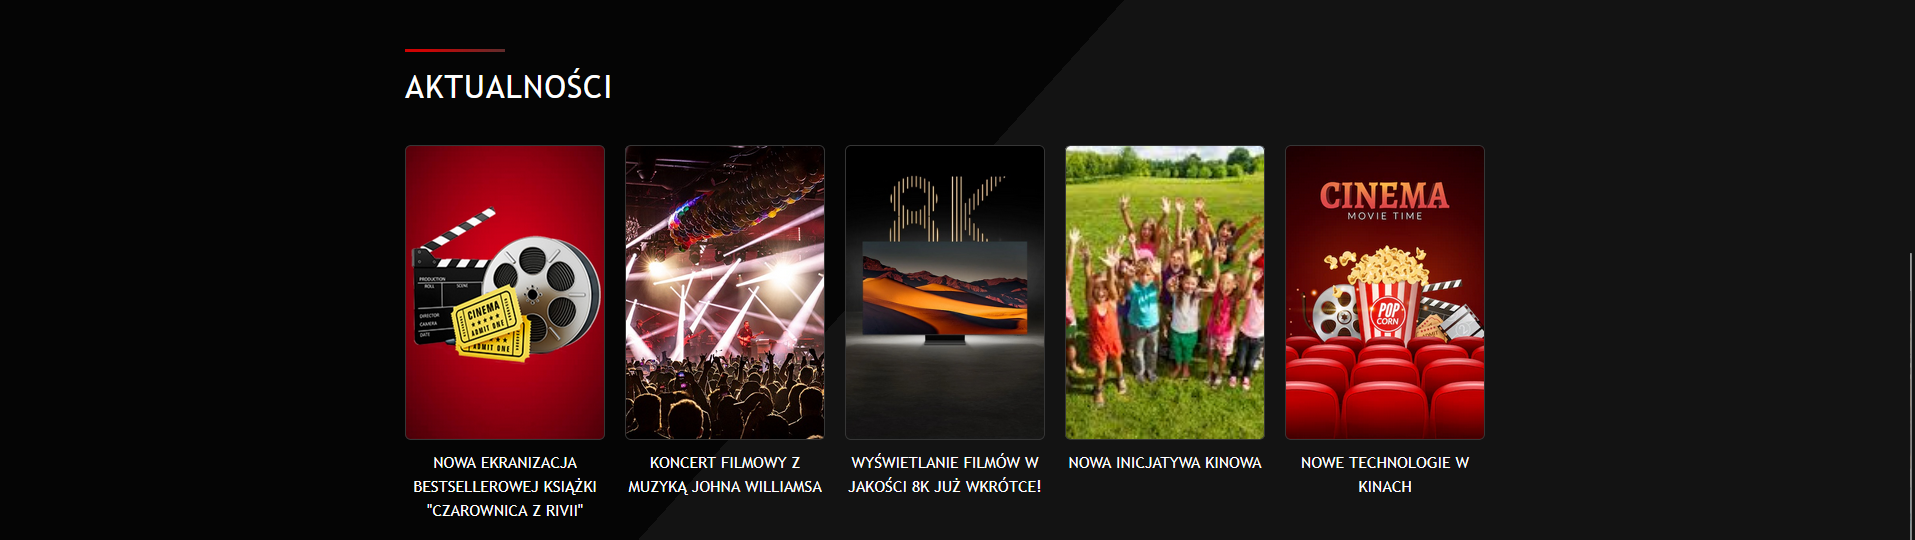 AKTUALNOŚCI
PRODUCTION
ROLL SCENE
DIRECTOR
CAMERA
DATE
CINEMA
ADMIT ONE
ADMIT ONE
8K
CINEMA
MOVIE TIME
POP
CORN
NOWA EKRANIZACJA
BESTSELLEROWEJ KSIĄŻKI
"CZAROWNICA Z RIVII"
KONCERT FILMOWY Z
MUZYKĄ JOHNA WILLIAMSA
WYŚWIETLANIE FILMÓW W
JAKOŚCI 8K JUŻ WKRÓTCE!
NOWA INICJATYWA KINOWA
NOWE TECHNOLOGIE W
KINACH